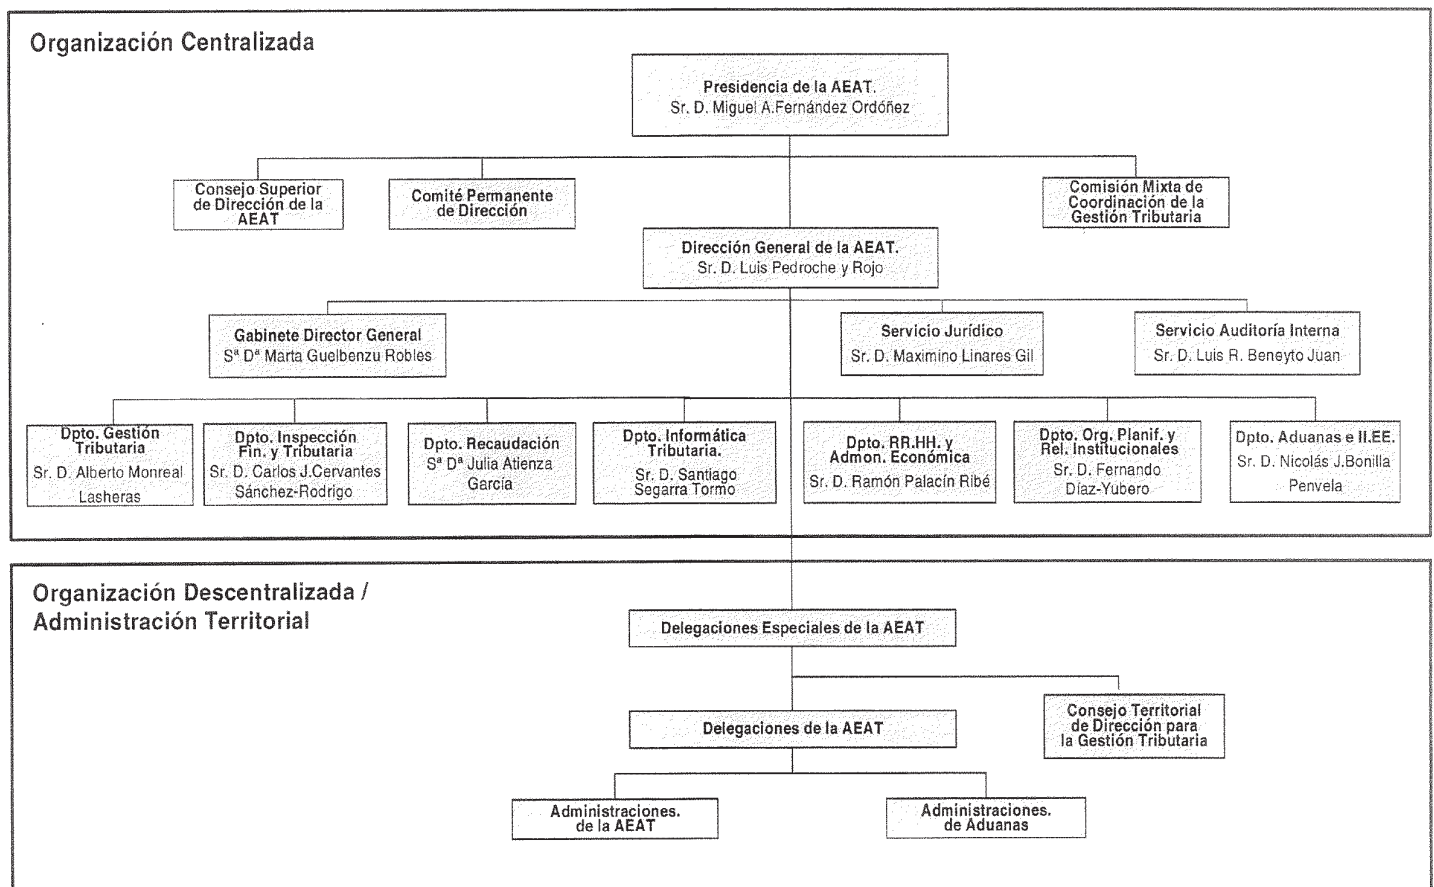 Organización Centralizada
Presidencia de la AEAT.
Sr. D. Miguel A.Fernández Ordóñez
Consejo Superior
de Dirección de la
AEAT
Comité Permanente
de Dirección
Comisión Mixta de
Coordinación de la
Gestión Tributaria
Dirección General de la AEAT.
Sr. D. Luis Pedroche y Rojo
Gabinete Director General
Sª Dª Marta Guelbenzu Robles
Servicio Jurídico
Sr. D. Maximino Linares Gil
Servicio Auditoría Interna
Sr. D. Luis R. Beneyto Juan
Dpto. Gestión
Tributaria
Sr. D. Alberto Monreal
Lasheras
Dpto. Inspección
Fin. y Tributaria
Sr. D. Carlos J.Cervantes
Sánchez-Rodrigo
Dpto. Recaudación
Sª Dª Julia Atienza
García
Dpto. Informática
Tributaria.
Sr. D. Santiago
Segarra Tormo
Dpto. RR.HH. y
Admon. Económica
Sr. D. Ramón Palacín Ribé
Dpto. Org. Planif. y
Rel. Institucionales
Sr. D. Fernando
Díaz-Yubero
Dpto. Aduanas e II.EE.
Sr. D. Nicolás J.Bonilla
Penvela
Organización Descentralizada /
Administración Territorial
Delegaciones Especiales de la AEAT
Delegaciones de la AEAT
Consejo Territorial
de Dirección para
la Gestión Tributaria
Administraciones.
de la AEAT
Administraciones.
de Aduanas